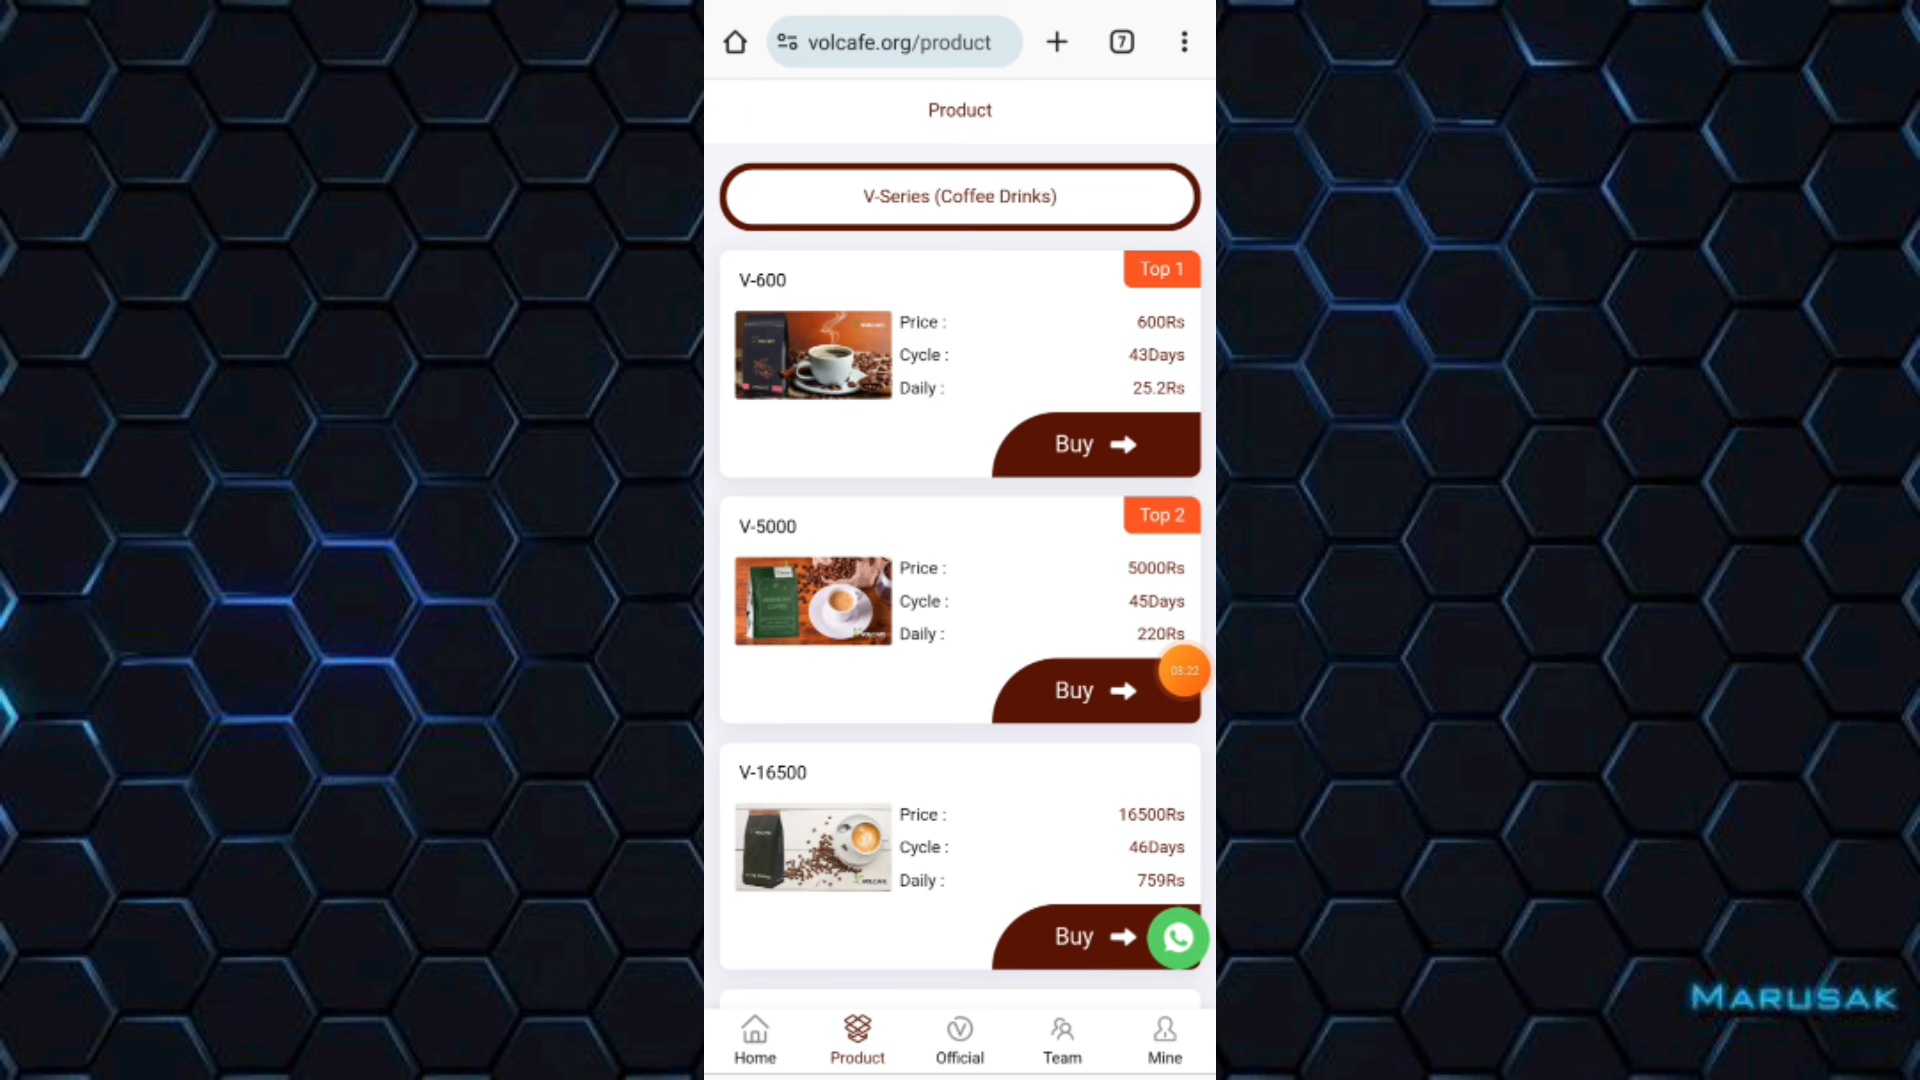 volcafe.org/product
7
Product
V-Series (Coffee Drinks)
V-600
Top 1
Price : 600Rs
Cycle : 43Days
Daily : 25.2Rs
Buy
V-5000
Top 2
Price : 5000Rs
Cycle : 45Days
Daily : 220Rs
08:22
Buy
V-16500
Price : 16500Rs
Cycle : 46Days
Daily : 759Rs
Buy
MARUSAK
Home Product Official Team Mine